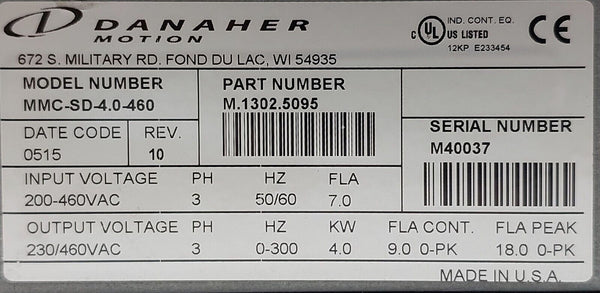 DANAHER
MOTION
672 S. MILITARY RD. FOND DU LAC, WI 54935
c UL US
IND. CONT. EQ.
LISTED
12KP E233454
CE
MODEL NUMBER
MMC-SD-4.0-460
PART NUMBER
M.1302.5095
DATE CODE
0515
REV.
10
SERIAL NUMBER
M40037
INPUT VOLTAGE PH HZ FLA
200-460VAC 3 50/60 7.0
OUTPUT VOLTAGE PH HZ KW FLA CONT. FLA PEAK
230/460VAC 3 0-300 4.0 9.0 0-PK 18.0 0-PK
MADE IN U.S.A.